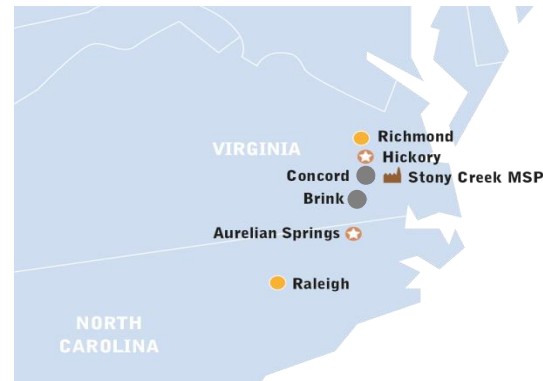 Richmond
VIRGINIA
Hickory
Concord
Stony Creek MSP
Brink
Aurelian Springs
Raleigh
NORTH
CAROLINA